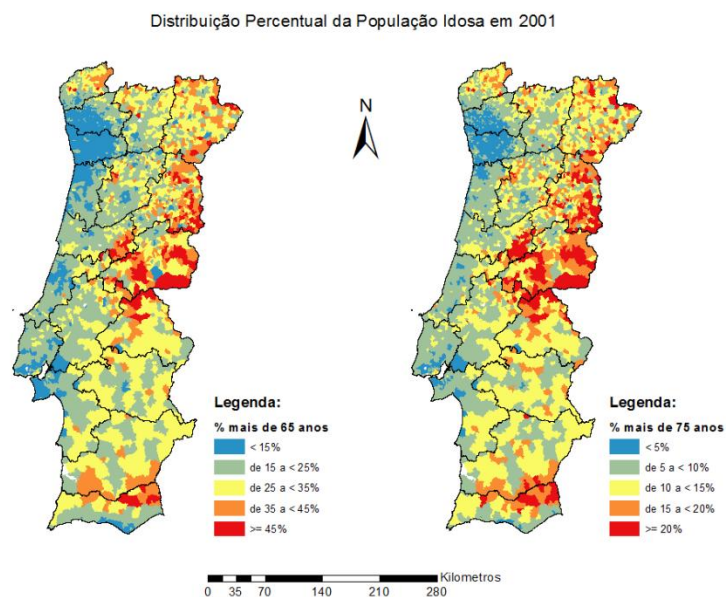 Distribuição Percentual da População Idosa em 2001
N
Legenda:
% mais de 65 anos
< 15%
de 15 a < 25%
de 25 a < 35%
de 35 a < 45%
>= 45%
Legenda:
% mais de 75 anos
< 5%
de 5 a < 10%
de 10 a < 15%
de 15 a < 20%
>= 20%
Kilometros
0 35 70 140 210 280